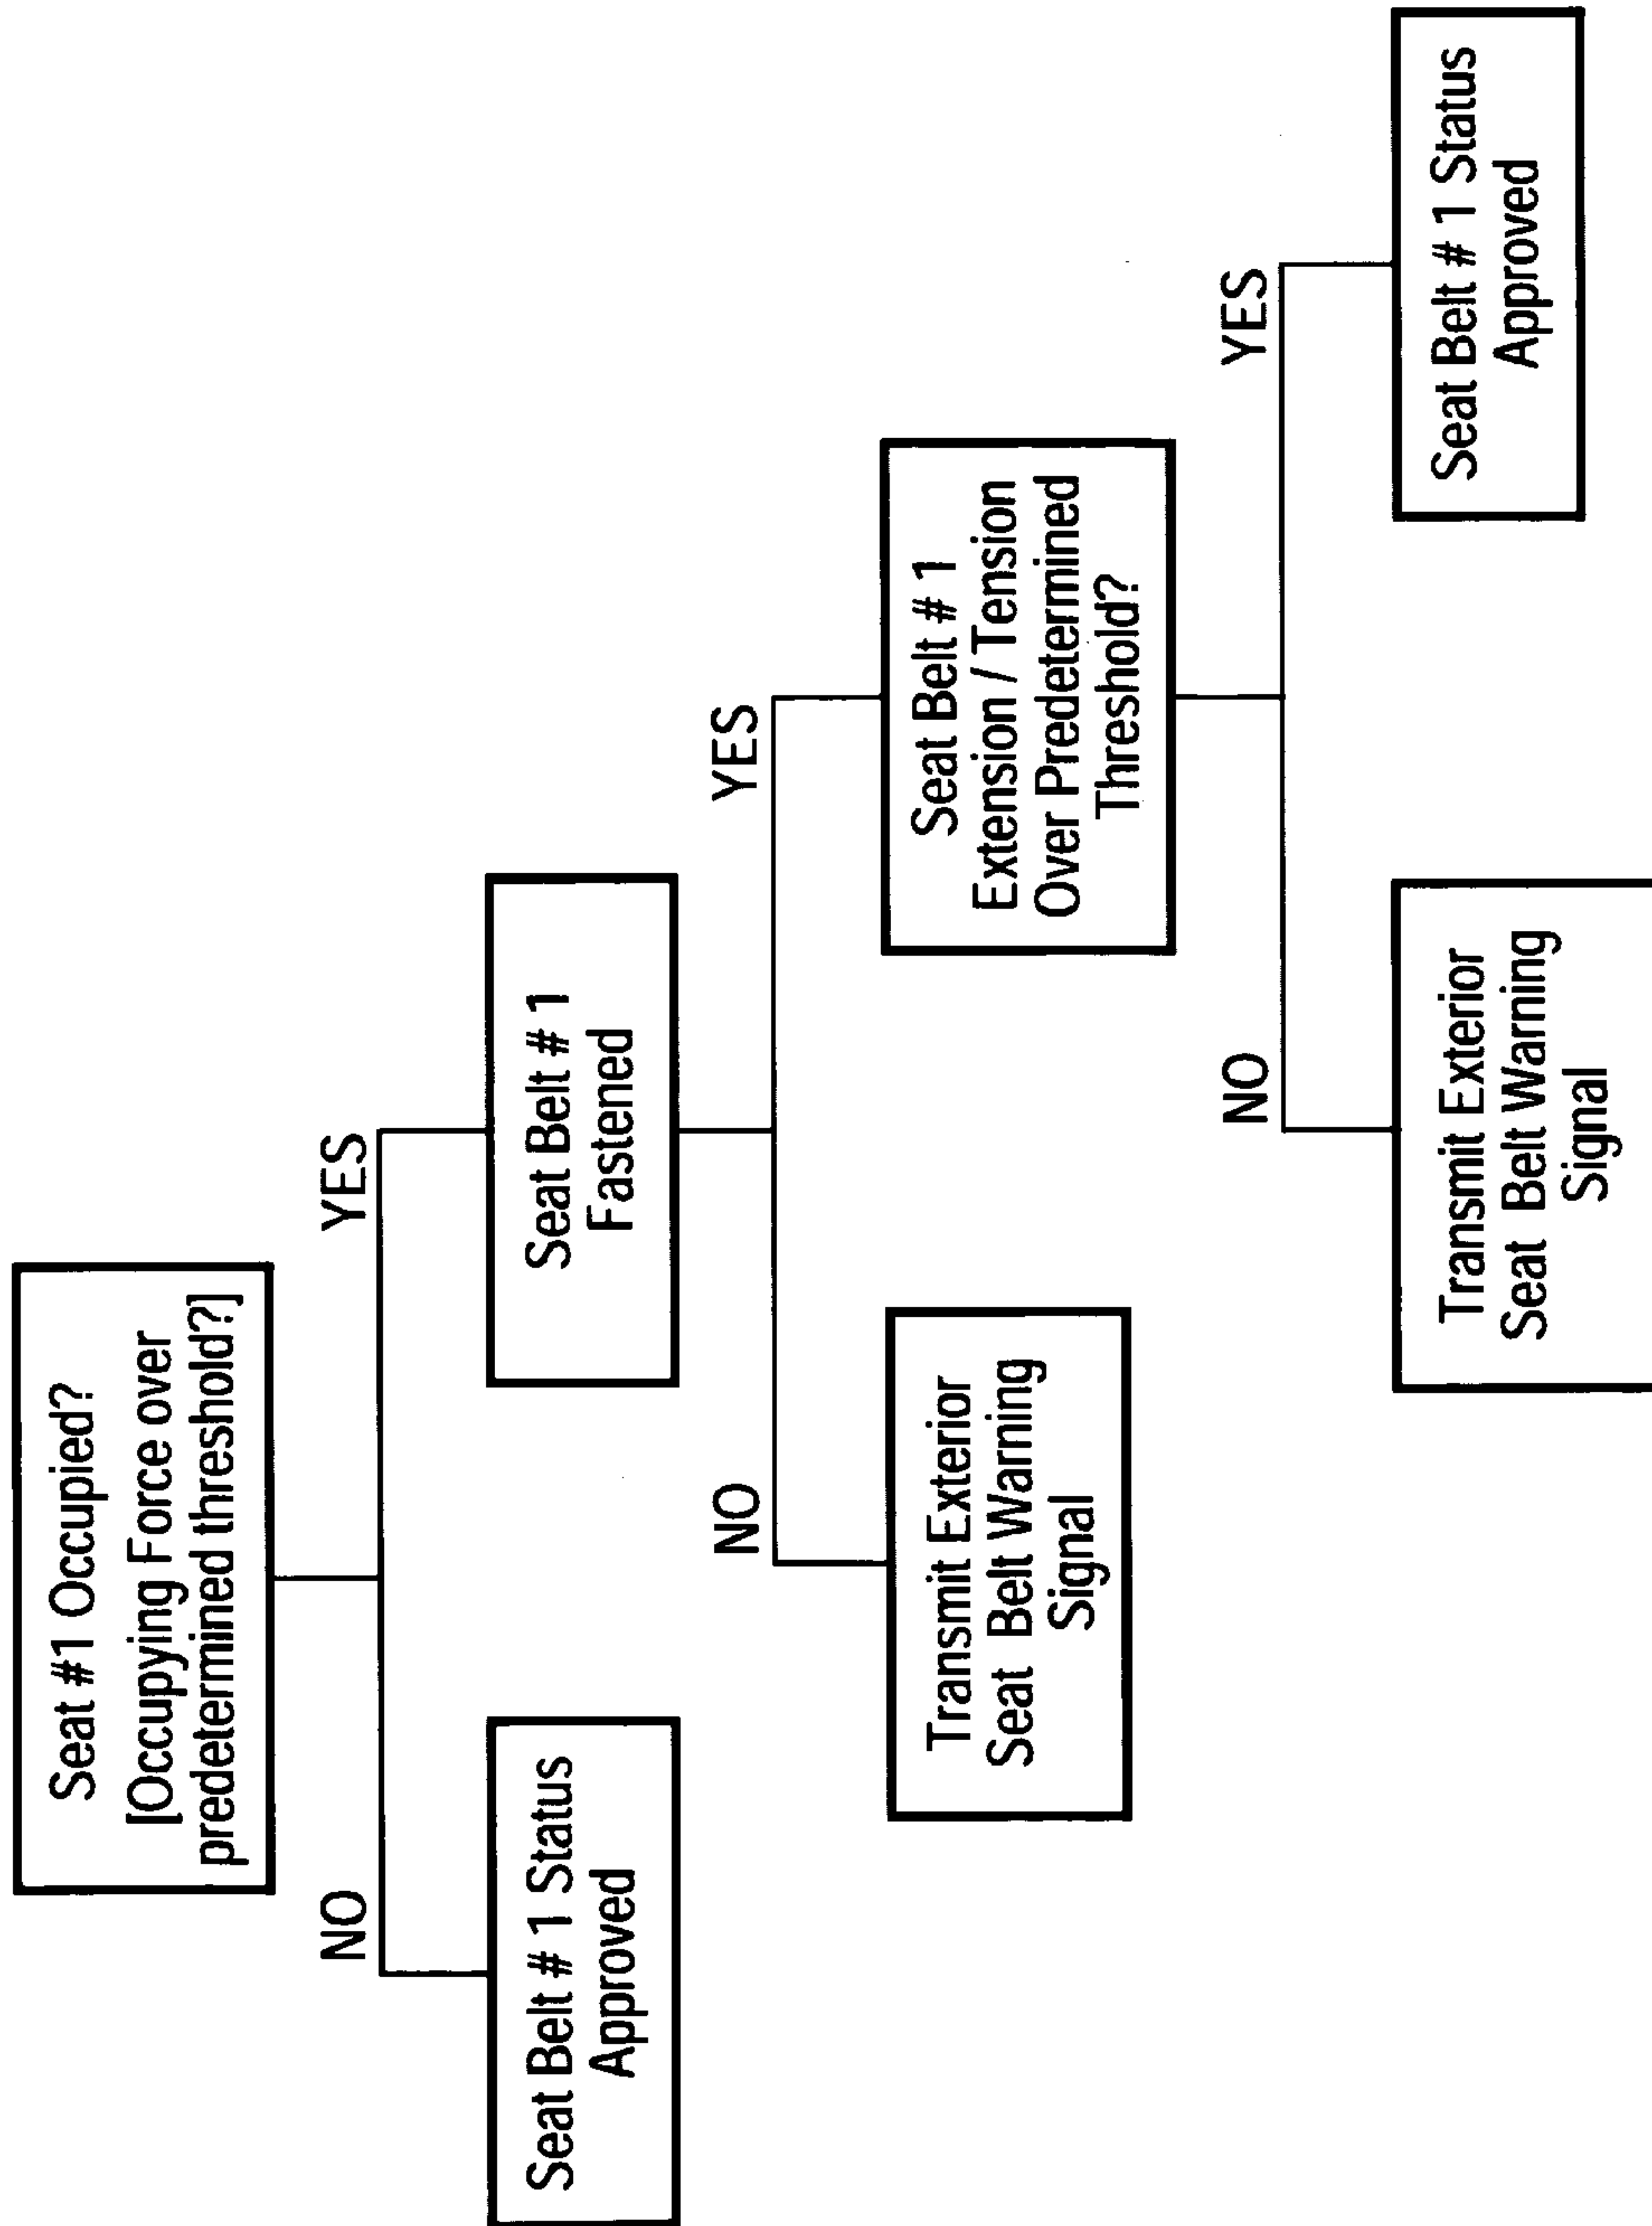 Seat #1 Occupied?
[Occupying Force over
predetermined threshold?]
NO
YES
Seat Belt # 1 Status
Approved
Seat Belt # 1
Fastened
NO
YES
Transmit Exterior
Seat Belt Warning
Signal
Seat Belt # 1
Extension / Tension
Over Predetermined
Threshold?
NO
YES
Transmit Exterior
Seat Belt Warning
Signal
Seat Belt # 1 Status
Approved